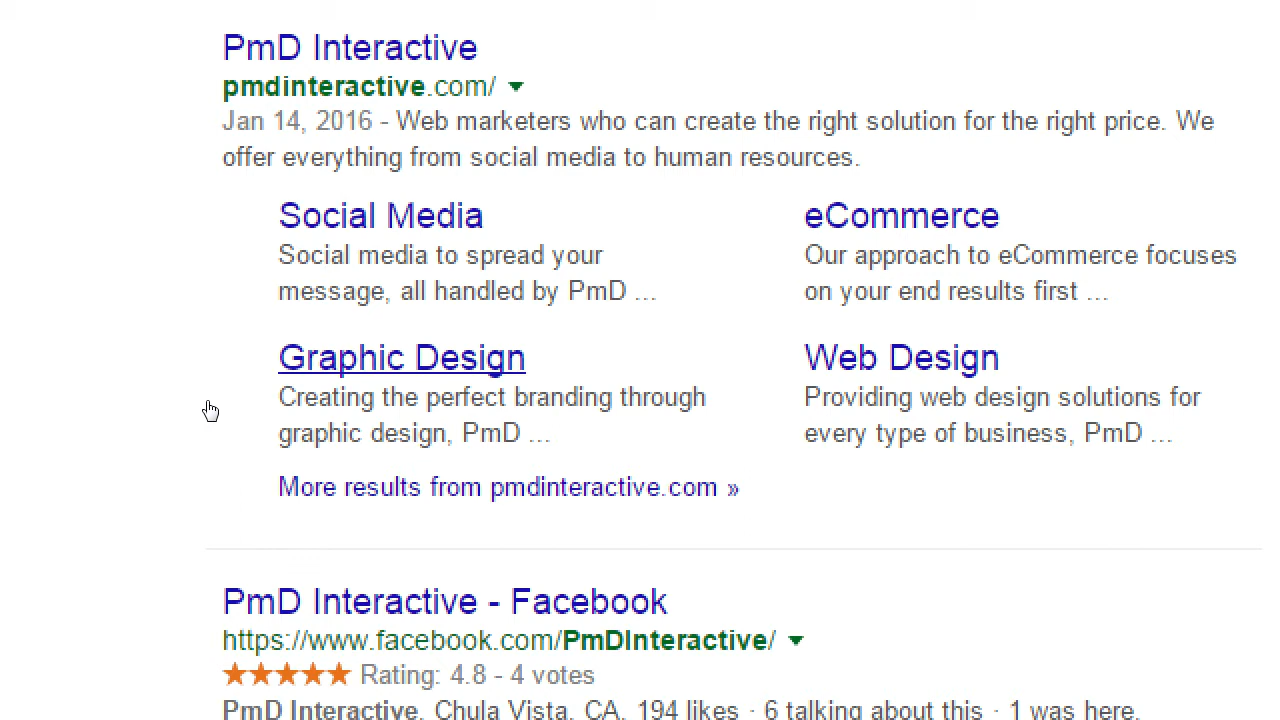 PmD Interactive
pmdinteractive.com/
Jan 14, 2016 - Web marketers who can create the right solution for the right price. We
offer everything from social media to human resources.
Social Media
Social media to spread your
message, all handled by PmD ...
eCommerce
Our approach to eCommerce focuses
on your end results first ...
Graphic Design
Creating the perfect branding through
graphic design, PmD ...
Web Design
Providing web design solutions for
every type of business, PmD ...
More results from pmdinteractive.com »
PmD Interactive - Facebook
https://www.facebook.com/PmDInteractive/
Rating: 4.8 - 4 votes
PmD Interactive, Chula Vista, CA. 194 likes · 6 talking about this · 1 was here.